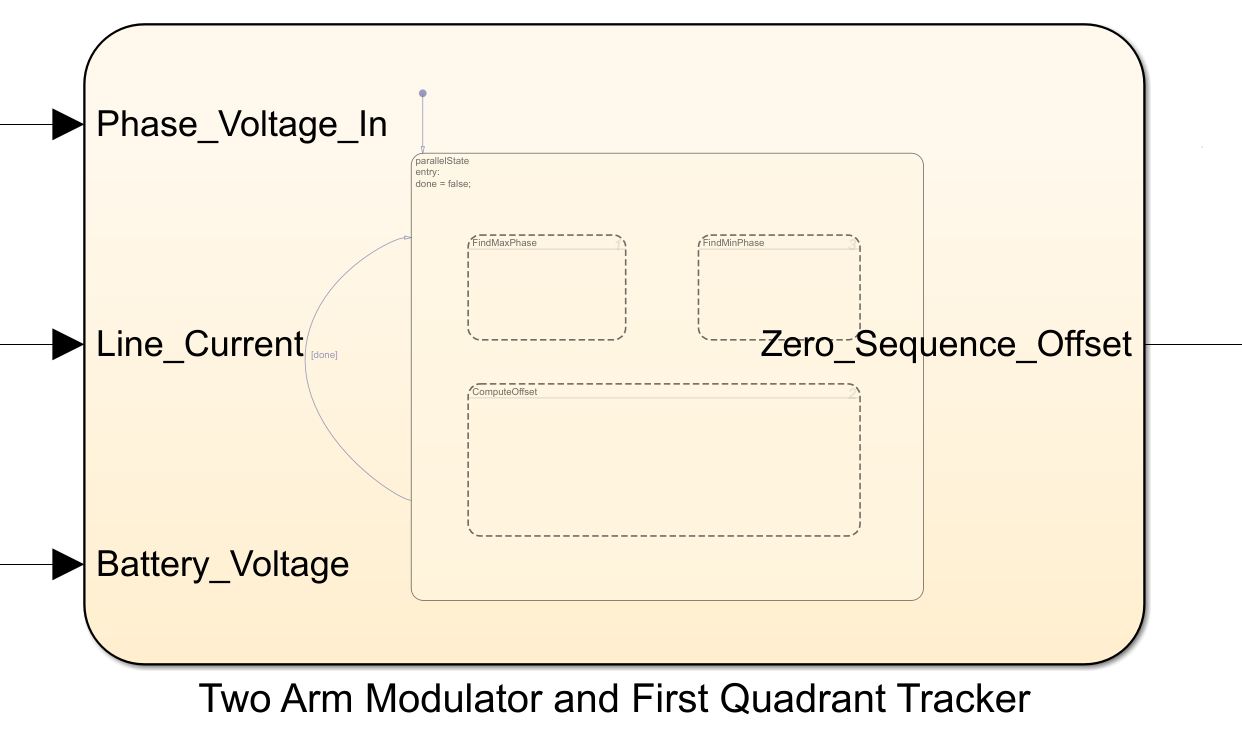 Phase_Voltage_In
parallelState
entry:
done = false;
FindMaxPhase 1
FindMinPhase 3
Line_Current
[done]
Zero_Sequence_Offset
ComputeOffset 2
Battery_Voltage
Two Arm Modulator and First Quadrant Tracker